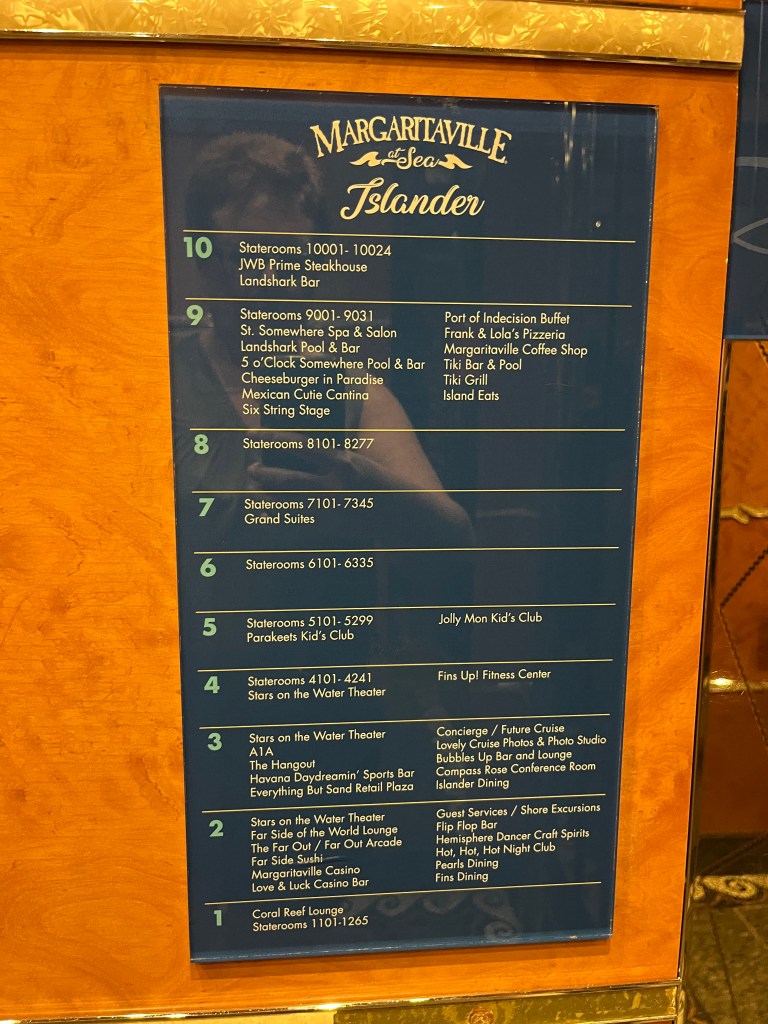 MARGARITAVILLE
at Sea
Islander
10
Staterooms 10001- 10024
JWB Prime Steakhouse
Landshark Bar
9
Staterooms 9001- 9031
St. Somewhere Spa & Salon
Landshark Pool & Bar
5 o'Clock Somewhere Pool & Bar
Cheeseburger in Paradise
Mexican Cutie Cantina
Six String Stage
Port of Indecision Buffet
Frank & Lola's Pizzeria
Margaritaville Coffee Shop
Tiki Bar & Pool
Tiki Grill
Island Eats
8
Staterooms 8101- 8277
7
Staterooms 7101- 7345
Grand Suites
6
Staterooms 6101- 6335
5
Staterooms 5101- 5299
Parakeets Kid's Club
Jolly Mon Kid's Club
4
Staterooms 4101- 4241
Stars on the Water Theater
Fins Up! Fitness Center
3
Stars on the Water Theater
A1A
The Hangout
Havana Daydreamin' Sports Bar
Everything But Sand Retail Plaza
Concierge / Future Cruise
Lovely Cruise Photos & Photo Studio
Bubbles Up Bar and Lounge
Compass Rose Conference Room
Islander Dining
2
Stars on the Water Theater
Far Side of the World Lounge
The Far Out / Far Out Arcade
Far Side Sushi
Margaritaville Casino
Love & Luck Casino Bar
Guest Services / Shore Excursions
Flip Flop Bar
Hemisphere Dancer Craft Spirits
Hot, Hot, Hot Night Club
Pearls Dining
Fins Dining
1
Coral Reef Lounge
Staterooms 1101-1265